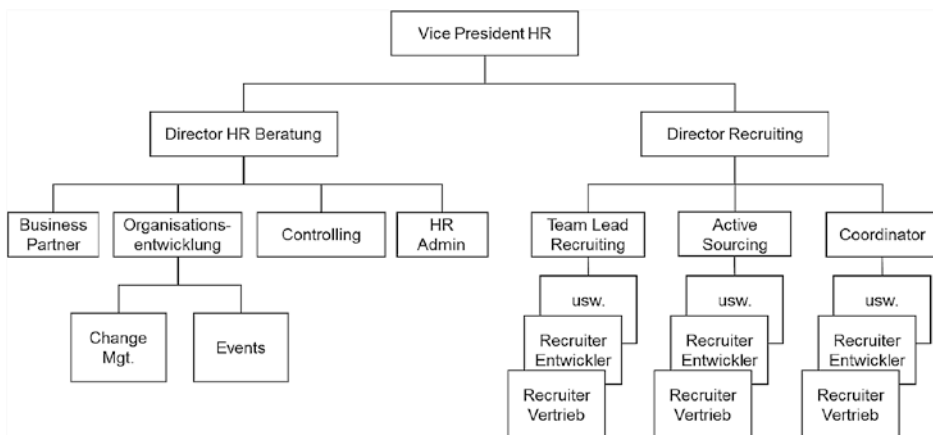 Vice President HR
Director HR Beratung
Director Recruiting
Business
Partner
Organisations-
entwicklung
Controlling
HR
Admin
Team Lead
Recruiting
Active
Sourcing
Coordinator
Change
Mgt.
Events
usw.
Recruiter
Entwickler
Recruiter
Vertrieb
usw.
Recruiter
Entwickler
Recruiter
Vertrieb
usw.
Recruiter
Entwickler
Recruiter
Vertrieb